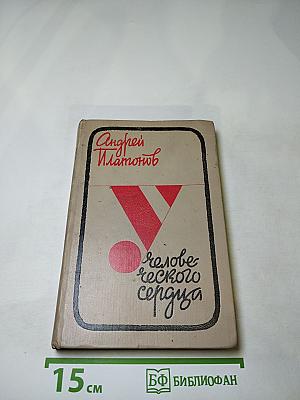 Андрей
Платонов
У
челове-
ческого
сердца
15 см
БФ БИБЛИОФАН